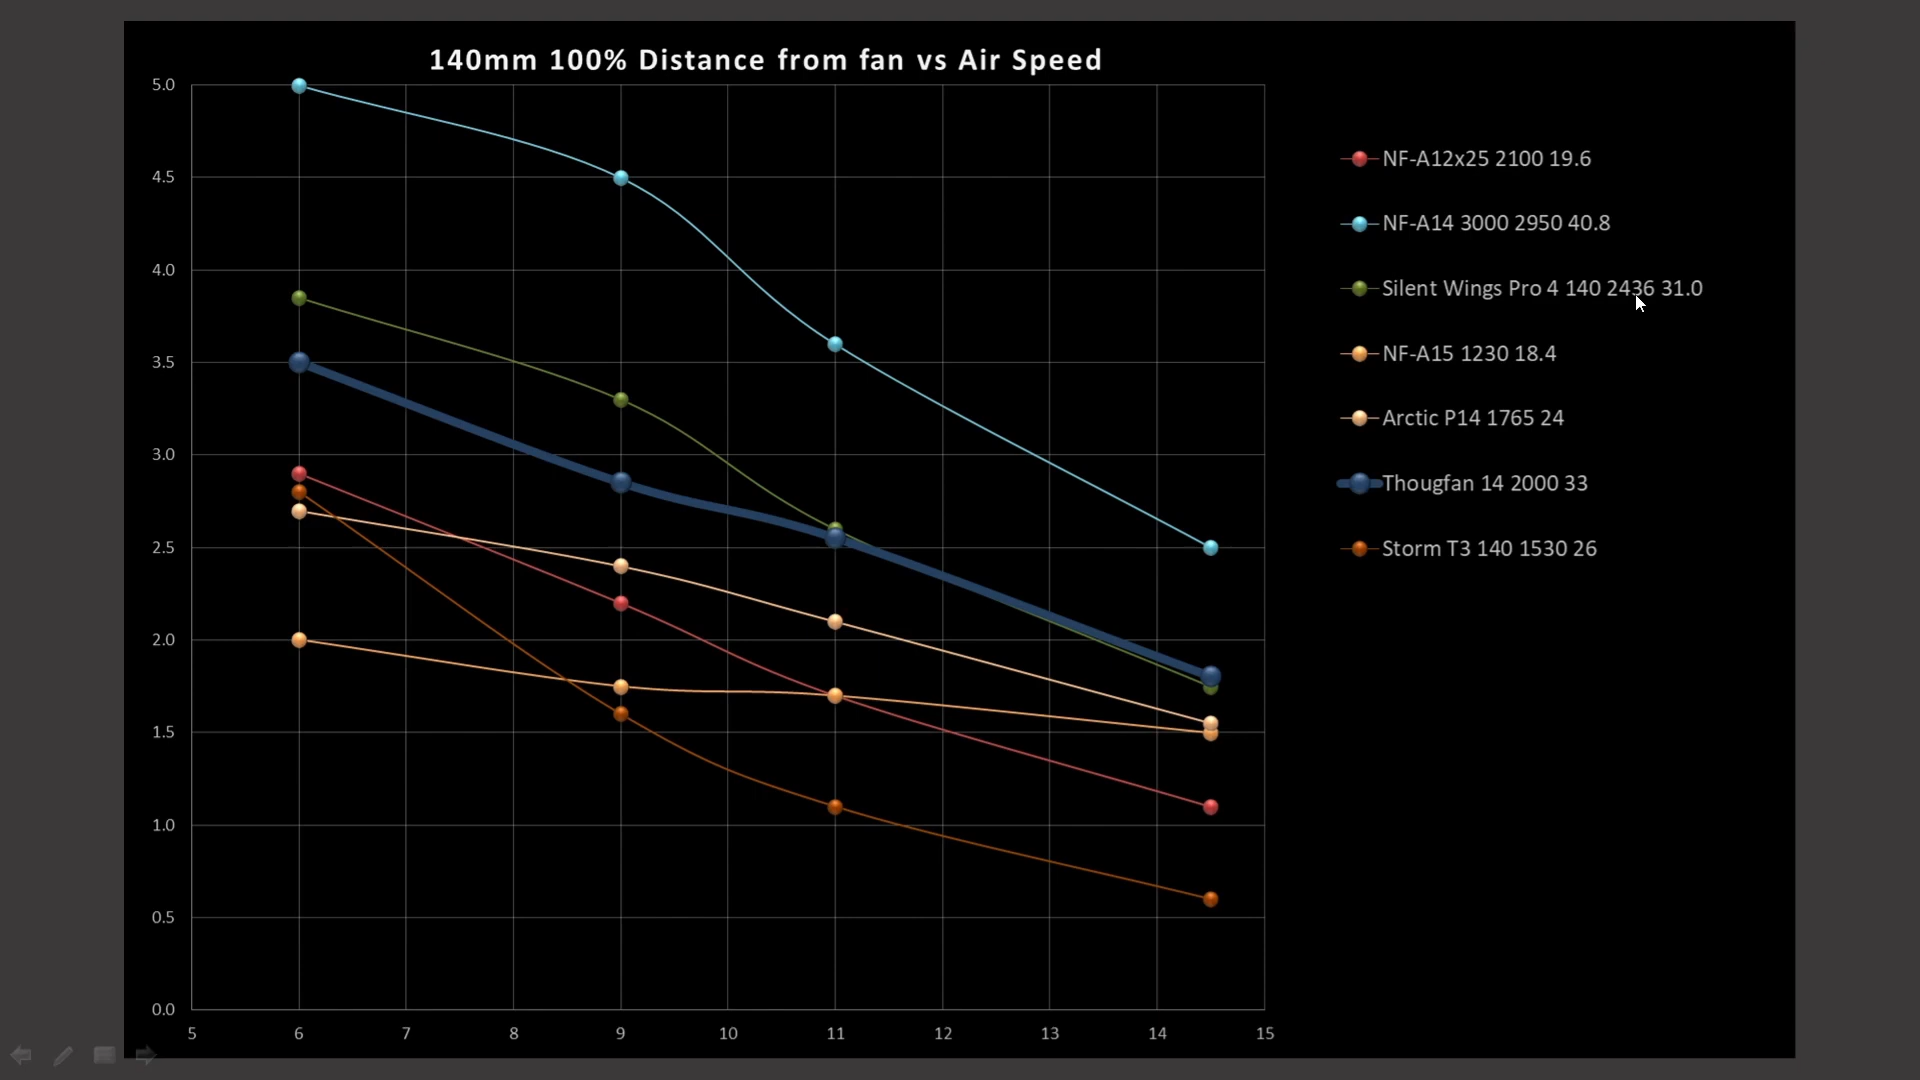 140mm 100% Distance from fan vs Air Speed
5.0
4.5
4.0
3.5
3.0
2.5
2.0
1.5
1.0
0.5
0.0
5 6 7 8 9 10 11 12 13 14 15
NF-A12x25 2100 19.6
NF-A14 3000 2950 40.8
Silent Wings Pro 4 140 2436 31.0
NF-A15 1230 18.4
Arctic P14 1765 24
Thougfan 14 2000 33
Storm T3 140 1530 26